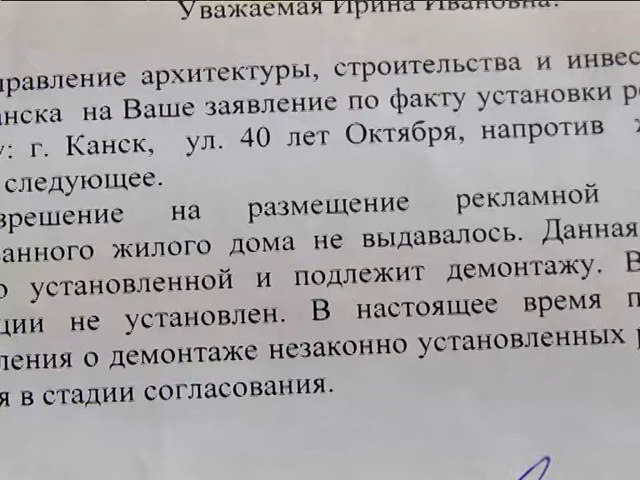 Уважаемая Ирина Ивановна!
правление архитектуры, строительства и инвес
анска на Ваше заявление по факту установки ре
у: г. Канск, ул. 40 лет Октября, напротив ж
следующее.
зрешение на размещение рекламной
ванного жилого дома не выдавалось. Данная
о установленной и подлежит демонтажу. В
ции не установлен. В настоящее время п
ления о демонтаже незаконно установленных р
я в стадии согласования.